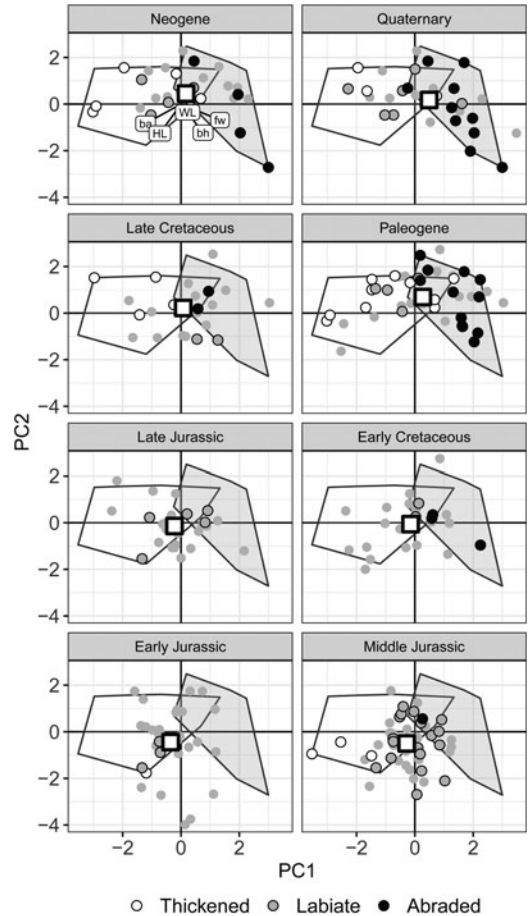 Neogene
Quaternary
2
0
−2
−4
WL
ba
fw
HL
bh
Late Cretaceous
Paleogene
2
0
−2
−4
PC2
Late Jurassic
Early Cretaceous
2
0
−2
−4
Early Jurassic
Middle Jurassic
2
0
−2
−4
−2 0 2 −2 0 2
PC1
Thickened Labiate Abraded